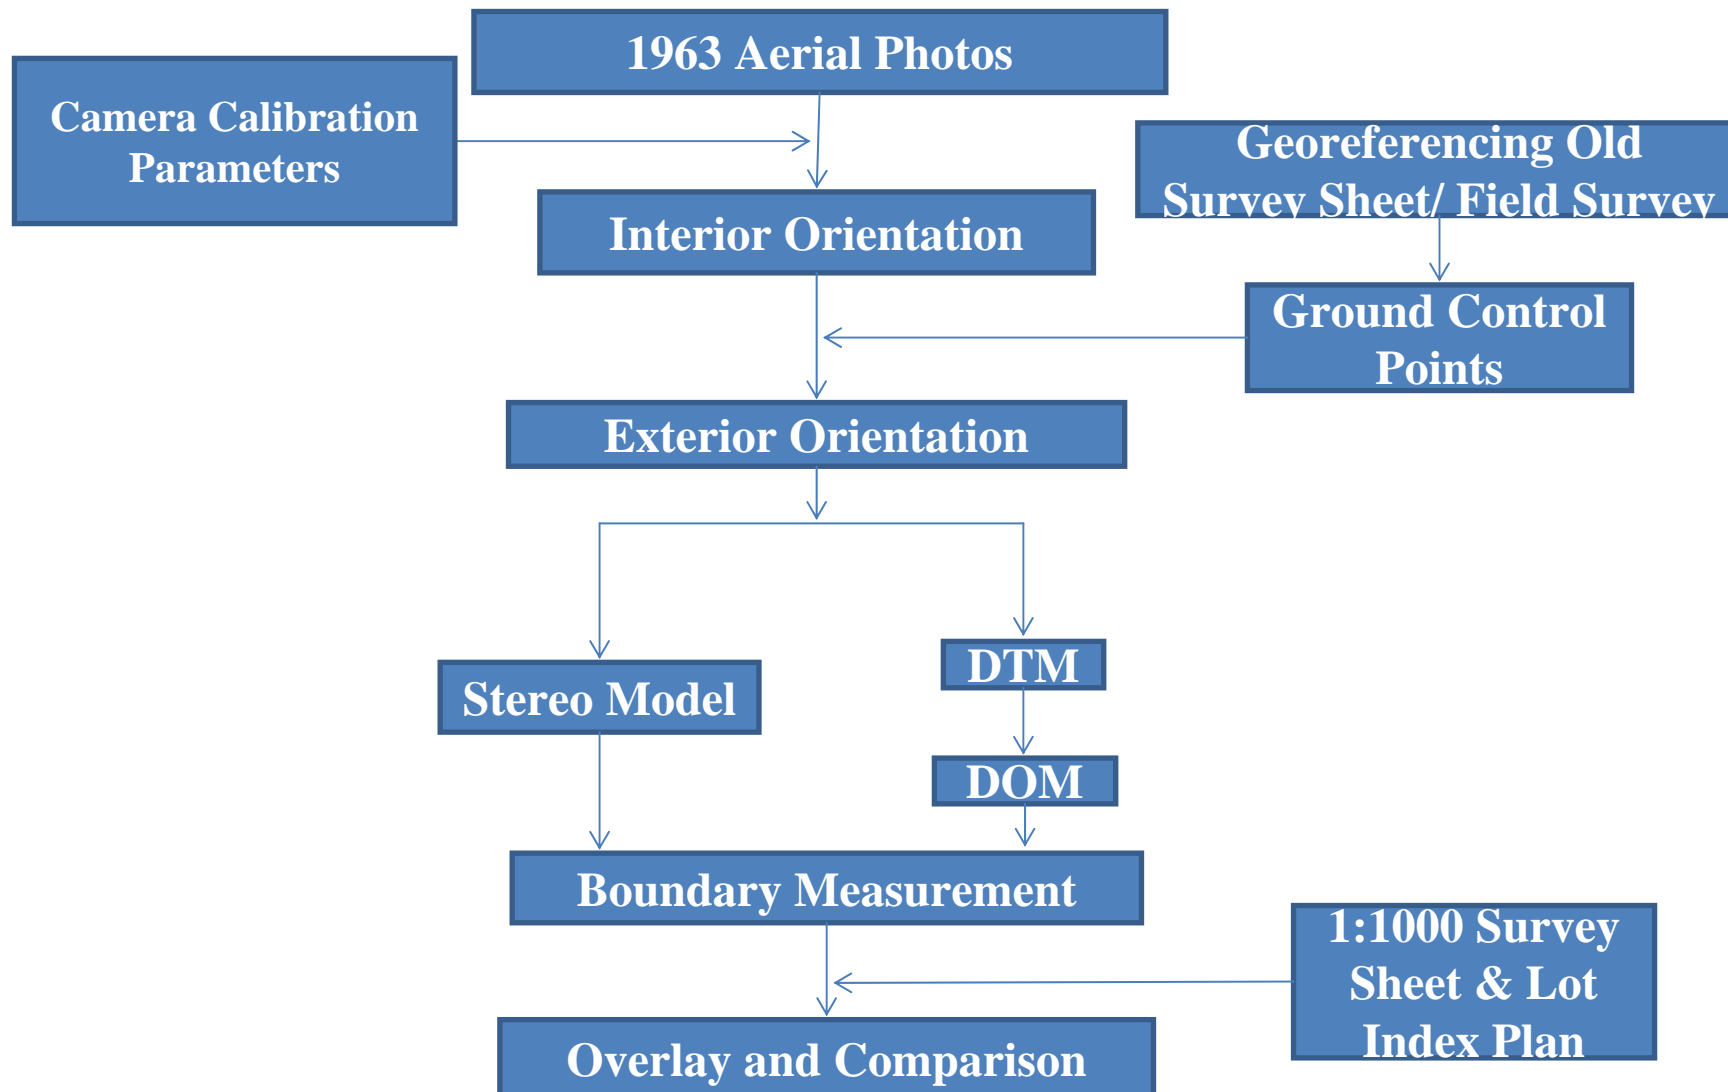 1963 Aerial Photos
Camera Calibration
Parameters
Georeferencing Old
Survey Sheet/ Field Survey
Interior Orientation
Ground Control
Points
Exterior Orientation
DTM
Stereo Model
DOM
Boundary Measurement
1:1000 Survey
Sheet & Lot
Index Plan
Overlay and Comparison